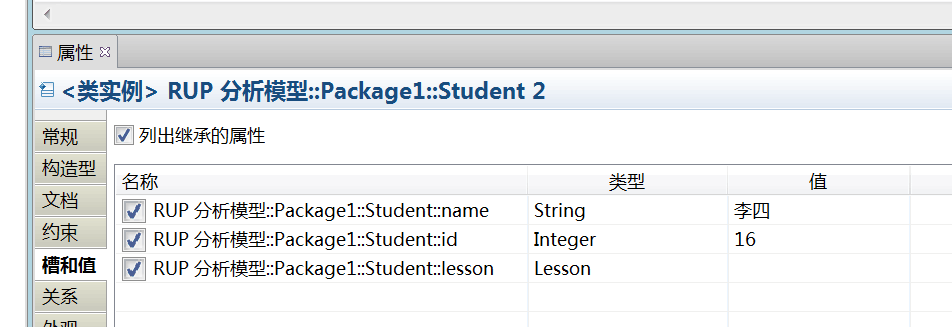 属性
<类实例> RUP 分析模型::Package1::Student 2
常规
构造型
文档
约束
槽和值
关系
外观
列出继承的属性
名称 类型 值
RUP 分析模型::Package1::Student::name String 李四
RUP 分析模型::Package1::Student::id Integer 16
RUP 分析模型::Package1::Student::lesson Lesson